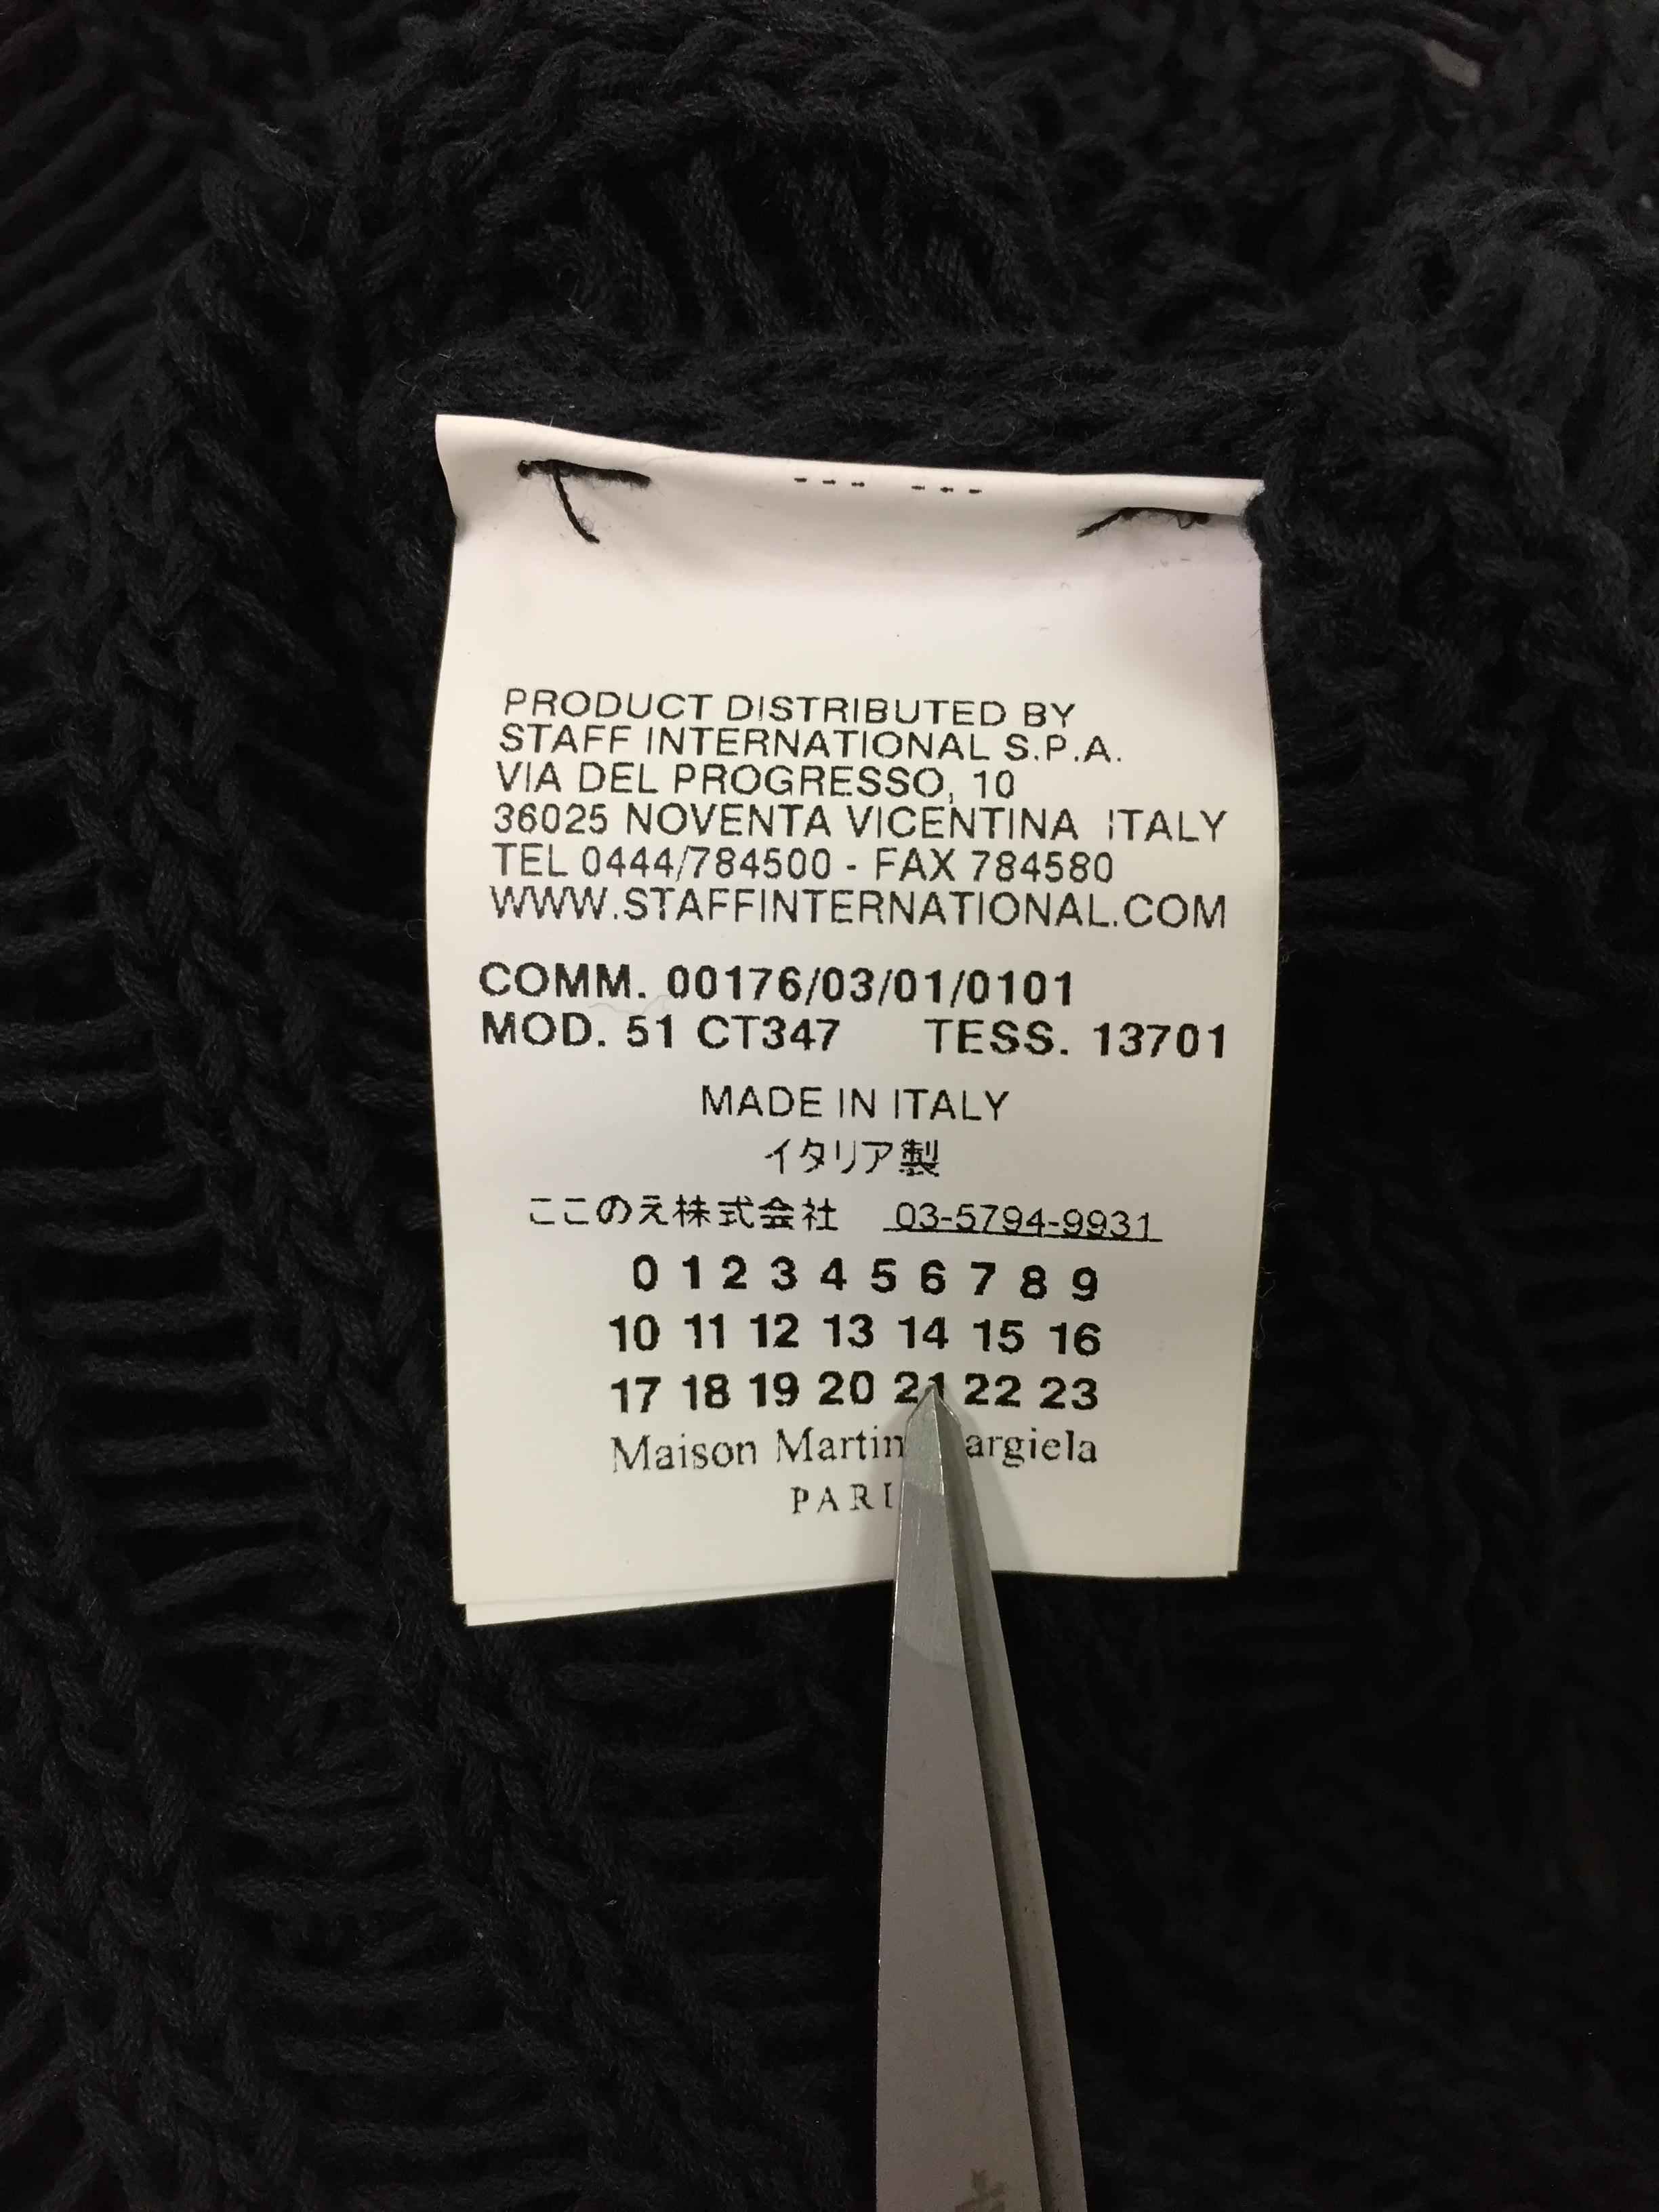 PRODUCT DISTRIBUTED BY
STAFF INTERNATIONAL S.P.A.
VIA DEL PROGRESSO, 10
36025 NOVENTA VICENTINA ITALY
TEL 0444/784500 - FAX 784580
WWW.STAFFINTERNATIONAL.COM
COMM. 00176/03/01/0101
MOD. 51 CT347 TESS. 13701
MADE IN ITALY
イタリア製
ここのえ株式会社 03-5794-9931
0 1 2 3 4 5 6 7 8 9
10 11 12 13 14 15 16
17 18 19 20 21 22 23
Maison Martin